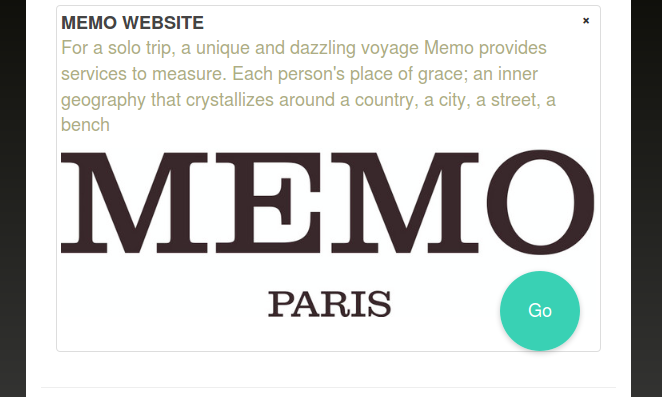 MEMO WEBSITE
×
For a solo trip, a unique and dazzling voyage Memo provides
services to measure. Each person's place of grace; an inner
geography that crystallizes around a country, a city, a street, a
bench
MEMO
PARIS
Go